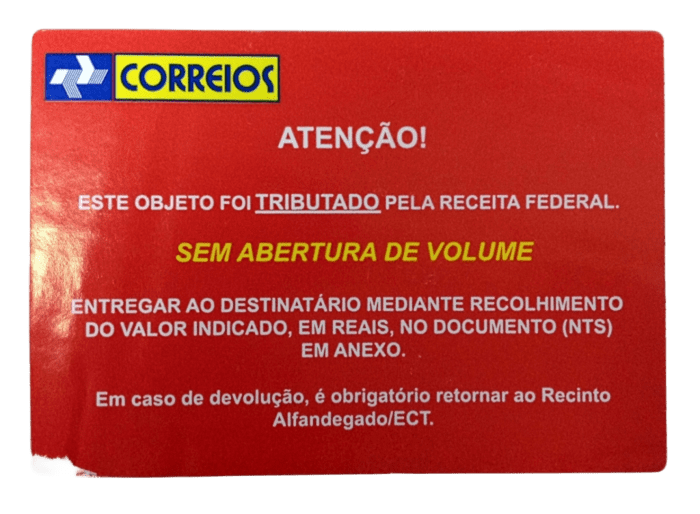 CORREIOS
ATENÇÃO!
ESTE OBJETO FOI TRIBUTADO PELA RECEITA FEDERAL.
SEM ABERTURA DE VOLUME
ENTREGAR AO DESTINATÁRIO MEDIANTE RECOLHIMENTO
DO VALOR INDICADO, EM REAIS, NO DOCUMENTO (NTS)
EM ANEXO.
Em caso de devolução, é obrigatório retornar ao Recinto
Alfandegado/ECT.